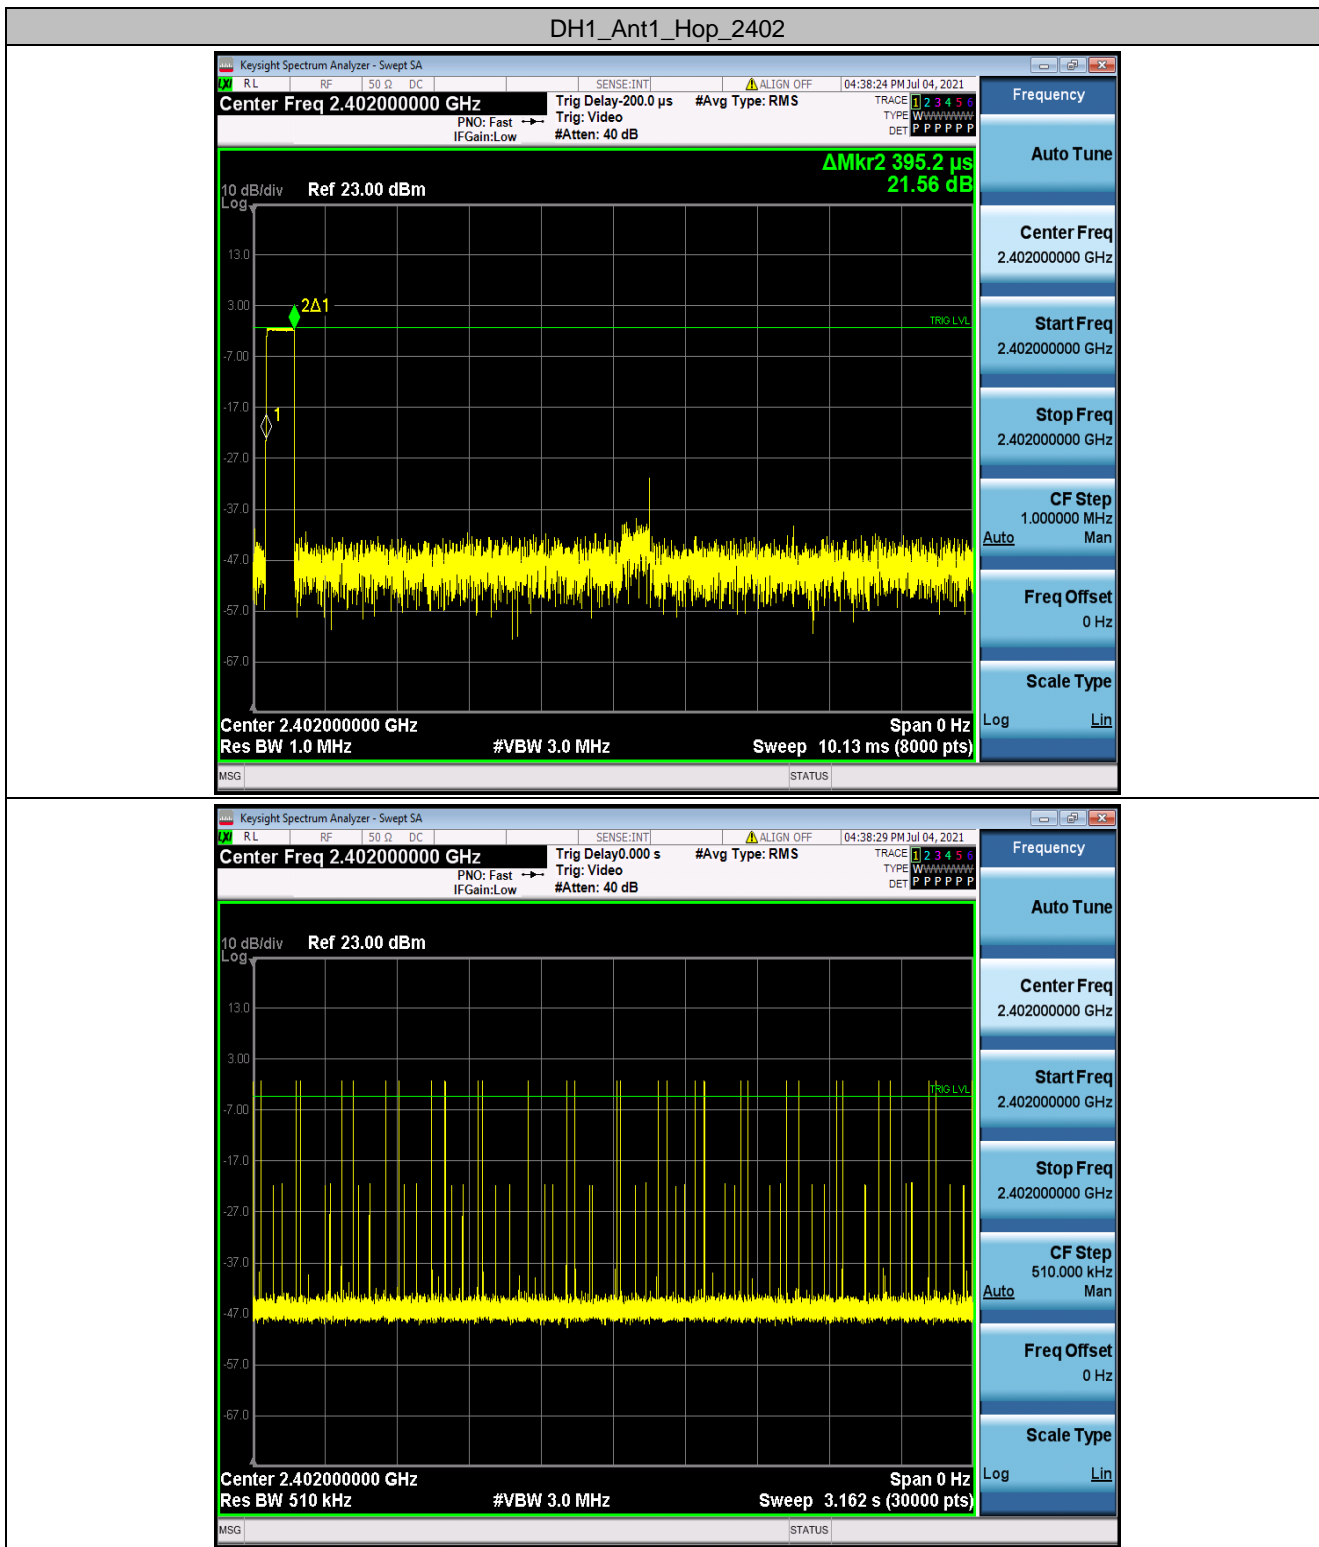 DH1_Ant1_Hop_2402
Keysight Spectrum Analyzer - Swept SA
LXI RL RF 50 Ω DC SENSE:INT ALIGN OFF 04:38:24 PM Jul 04, 2021
Center Freq 2.402000000 GHz Trig Delay-200.0 µs #Avg Type: RMS TRACE 1 2 3 4 5 6
PNO: Fast Trig: Video TYPE WWWWWWW
IFGain:Low #Atten: 40 dB DET P P P P P P
ΔMkr2 395.2 µs
10 dB/div Ref 23.00 dBm 21.56 dB
Log
13.0
3.00
2Δ1
TRIG LVL
-7.00
-17.0
1
-27.0
-37.0
-47.0
-57.0
-67.0
Center 2.402000000 GHz Span 0 Hz
Res BW 1.0 MHz #VBW 3.0 MHz Sweep 10.13 ms (8000 pts)
MSG STATUS
Frequency
Auto Tune
Center Freq
2.402000000 GHz
Start Freq
2.402000000 GHz
Stop Freq
2.402000000 GHz
CF Step
1.000000 MHz
Auto Man
Freq Offset
0 Hz
Scale Type
Log Lin
Keysight Spectrum Analyzer - Swept SA
LXI RL RF 50 Ω DC SENSE:INT ALIGN OFF 04:38:29 PM Jul 04, 2021
Center Freq 2.402000000 GHz Trig Delay0.000 s #Avg Type: RMS TRACE 1 2 3 4 5 6
PNO: Fast Trig: Video TYPE WWWWWWW
IFGain:Low #Atten: 40 dB DET P P P P P P
10 dB/div Ref 23.00 dBm
Log
13.0
3.00
TRIG LVL
-7.00
-17.0
-27.0
-37.0
-47.0
-57.0
-67.0
Center 2.402000000 GHz Span 0 Hz
Res BW 510 kHz #VBW 3.0 MHz Sweep 3.162 s (30000 pts)
MSG STATUS
Frequency
Auto Tune
Center Freq
2.402000000 GHz
Start Freq
2.402000000 GHz
Stop Freq
2.402000000 GHz
CF Step
510.000 kHz
Auto Man
Freq Offset
0 Hz
Scale Type
Log Lin